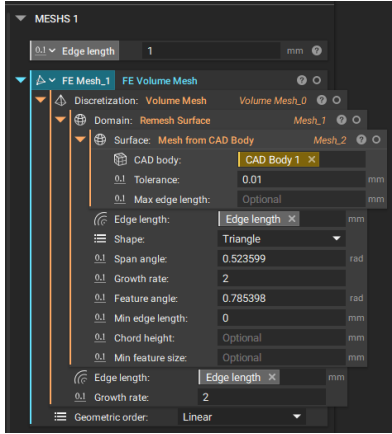 MESHS 1
0.1 Edge length 1 mm
FE Mesh_1 FE Volume Mesh
Discretization: Volume Mesh Volume Mesh_0
Domain: Remesh Surface Mesh_1
Surface: Mesh from CAD Body Mesh_2
CAD body: CAD Body 1 ×
0.1 Tolerance: 0.01 mm
0.1 Max edge length: Optional mm
Edge length: Edge length × mm
Shape: Triangle
0.1 Span angle: 0.523599 rad
0.1 Growth rate: 2
0.1 Feature angle: 0.785398 rad
0.1 Min edge length: 0 mm
0.1 Chord height: Optional mm
0.1 Min feature size: Optional mm
Edge length: Edge length × mm
0.1 Growth rate: 2
Geometric order: Linear